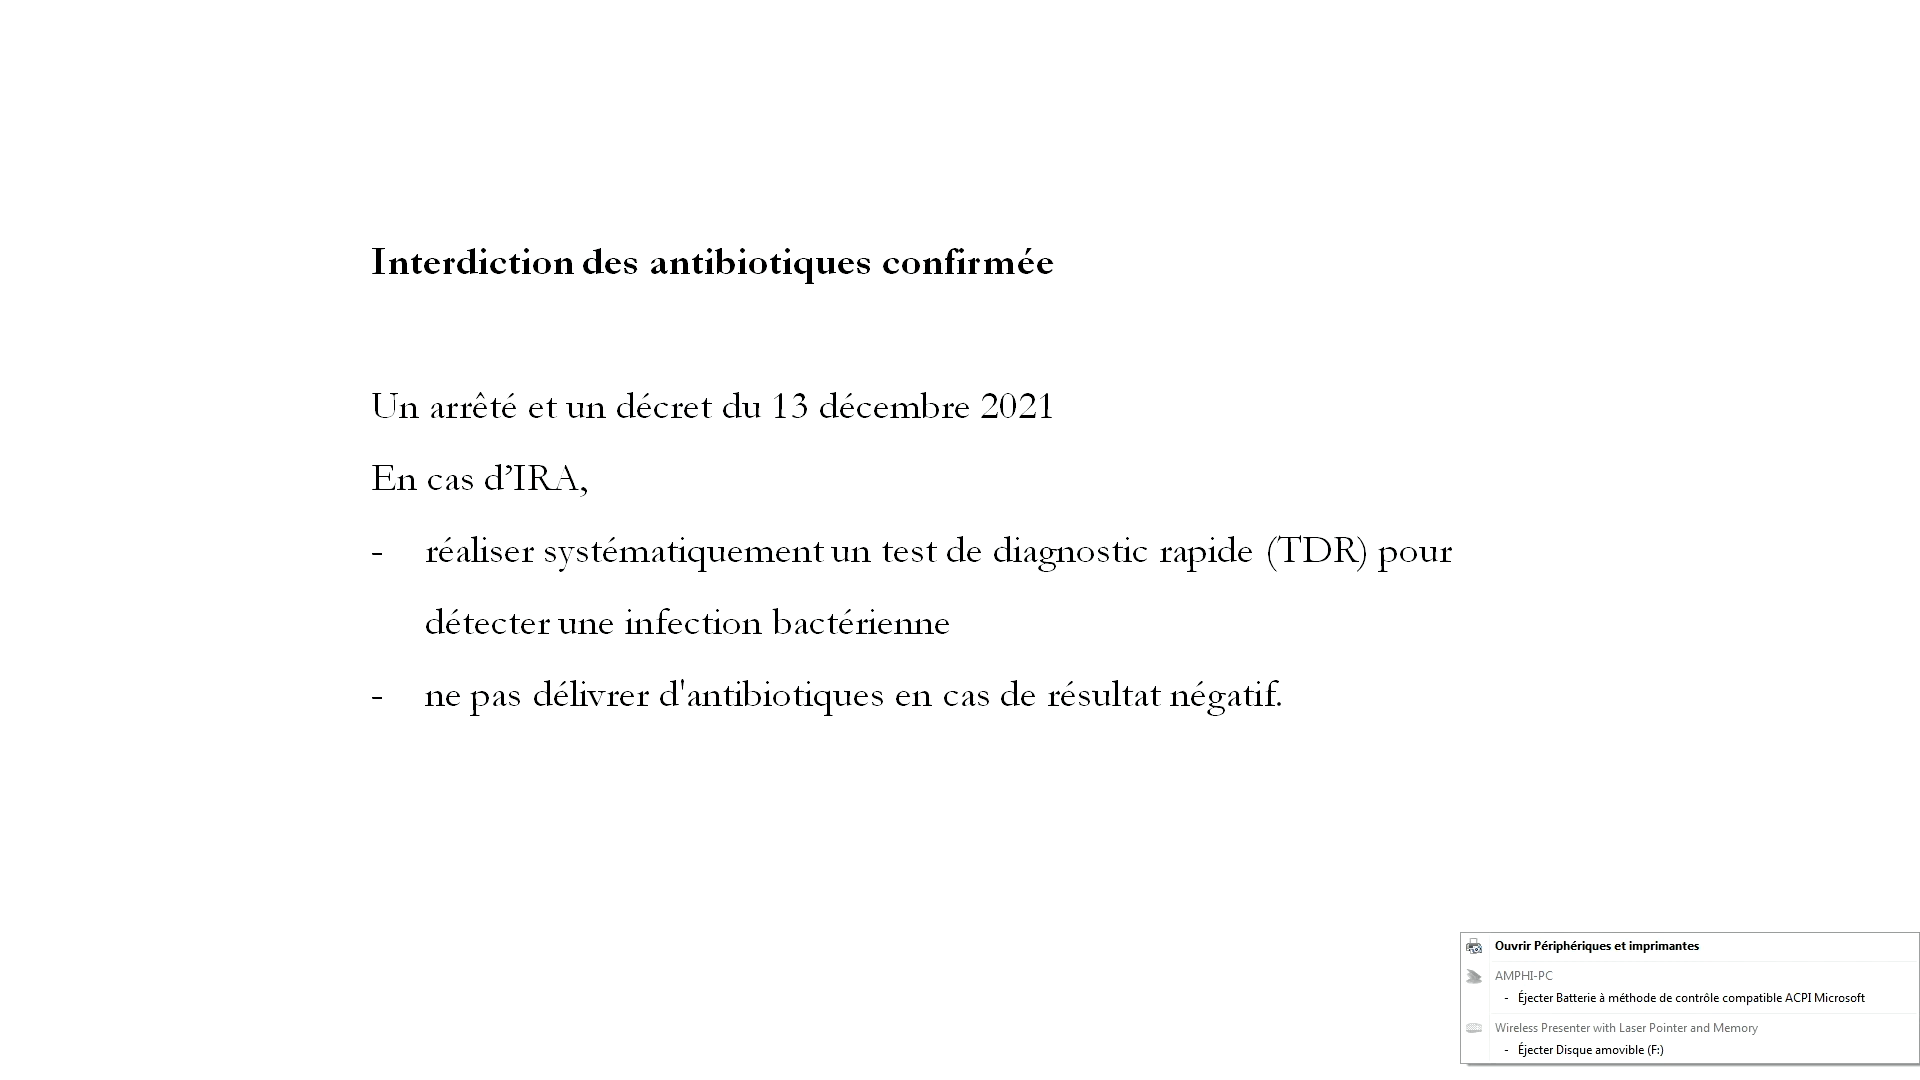 Interdiction des antibiotiques confirmée
Un arrêté et un décret du 13 décembre 2021
En cas d’IRA,
- réaliser systématiquement un test de diagnostic rapide (TDR) pour
détecter une infection bactérienne
- ne pas délivrer d'antibiotiques en cas de résultat négatif.
Ouvrir Périphériques et imprimantes
AMPHI-PC
- Éjecter Batterie à méthode de contrôle compatible ACPI Microsoft
Wireless Presenter with Laser Pointer and Memory
- Éjecter Disque amovible (F:)